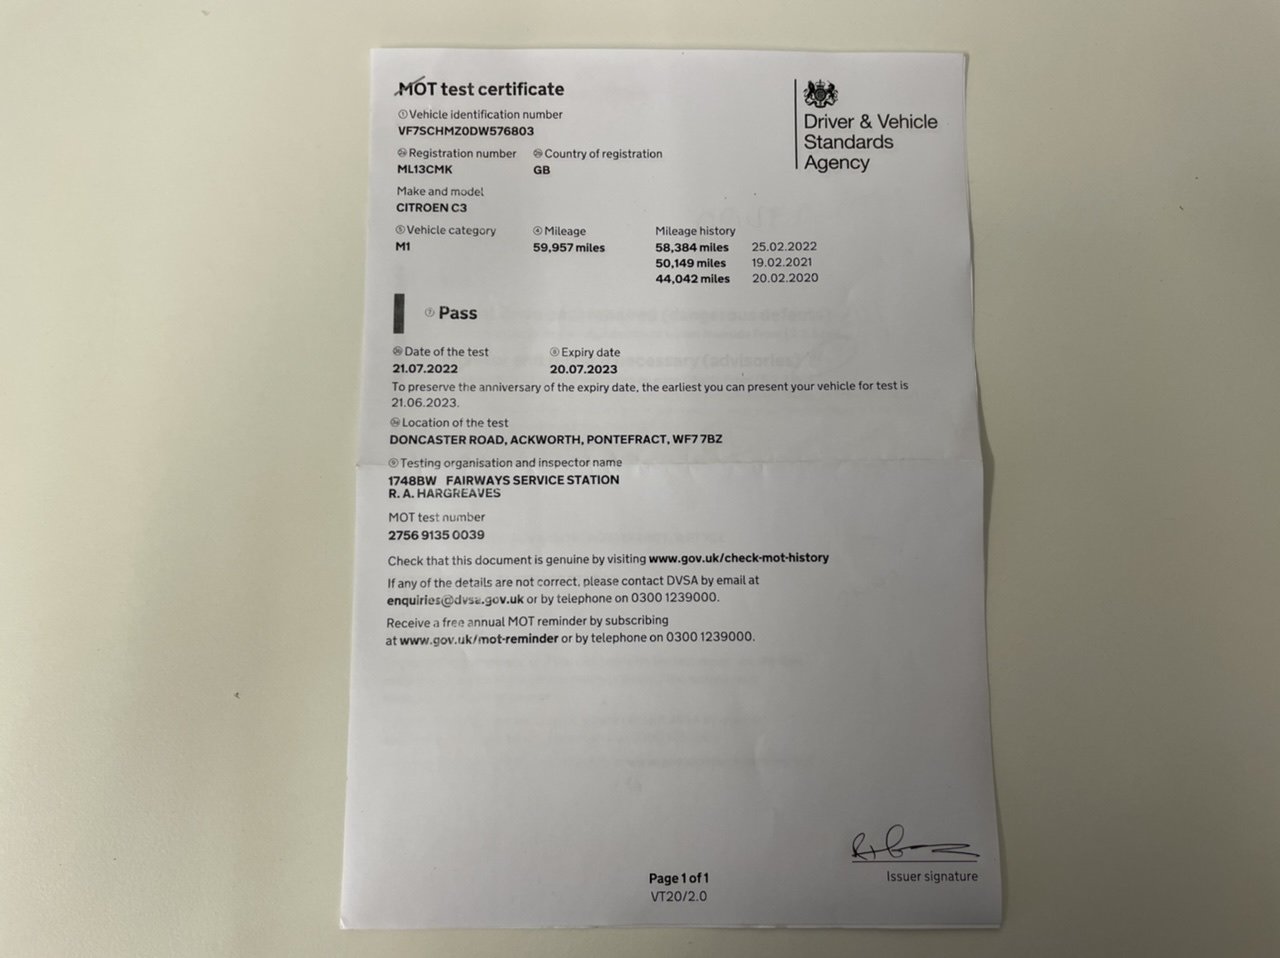 MOT test certificate
① Vehicle identification number
VF7SCHMZ0DW576803
Registration number Country of registration
ML13CMK GB
Make and model
CITROEN C3
⑤ Vehicle category ④ Mileage Mileage history
M1 59,957 miles 58,384 miles 25.02.2022
50,149 miles 19.02.2021
44,042 miles 20.02.2020
Driver & Vehicle
Standards
Agency
⑦ Pass
Date of the test ⑧ Expiry date
21.07.2022 20.07.2023
To preserve the anniversary of the expiry date, the earliest you can present your vehicle for test is
21.06.2023.
Location of the test
DONCASTER ROAD, ACKWORTH, PONTEFRACT, WF7 7BZ
⑨ Testing organisation and inspector name
1748BW FAIRWAYS SERVICE STATION
R. A. HARGREAVES
MOT test number
2756 9135 0039
Check that this document is genuine by visiting www.gov.uk/check-mot-history
If any of the details are not correct, please contact DVSA by email at
enquiries@dvsa.gov.uk or by telephone on 0300 1239000.
Receive a free annual MOT reminder by subscribing
at www.gov.uk/mot-reminder or by telephone on 0300 1239000.
Issuer signature
Page 1 of 1
VT20/2.0